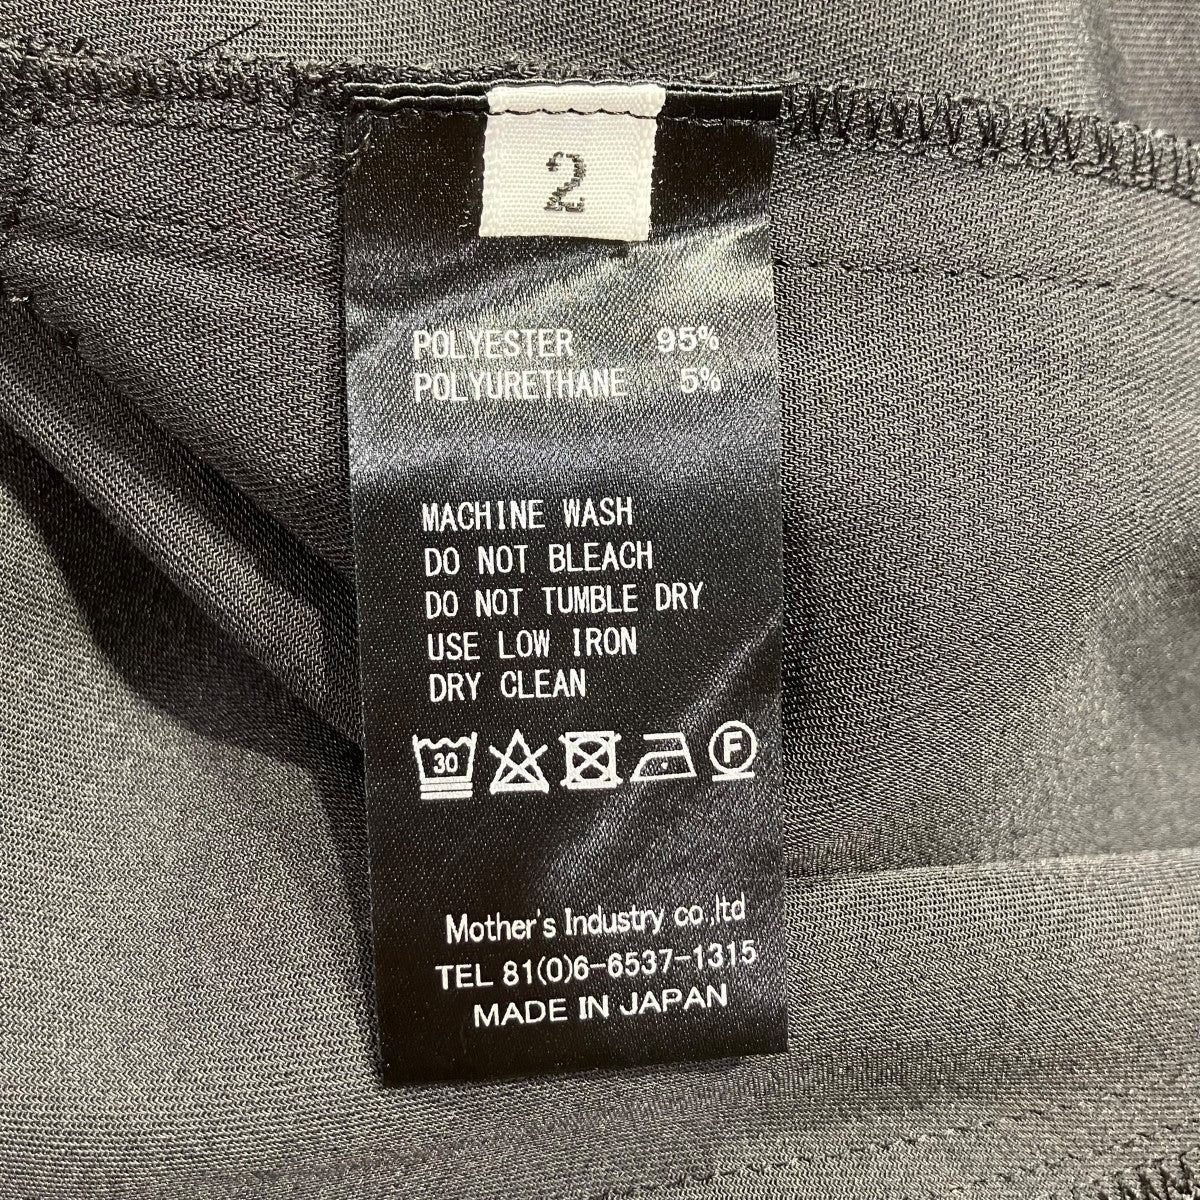 2
POLYESTER 95%
POLYURETHANE 5%
MACHINE WASH
DO NOT BLEACH
DO NOT TUMBLE DRY
USE LOW IRON
DRY CLEAN
30 F
Mother's Industry co.,ltd
TEL 81(0)6-6537-1315
MADE IN JAPAN